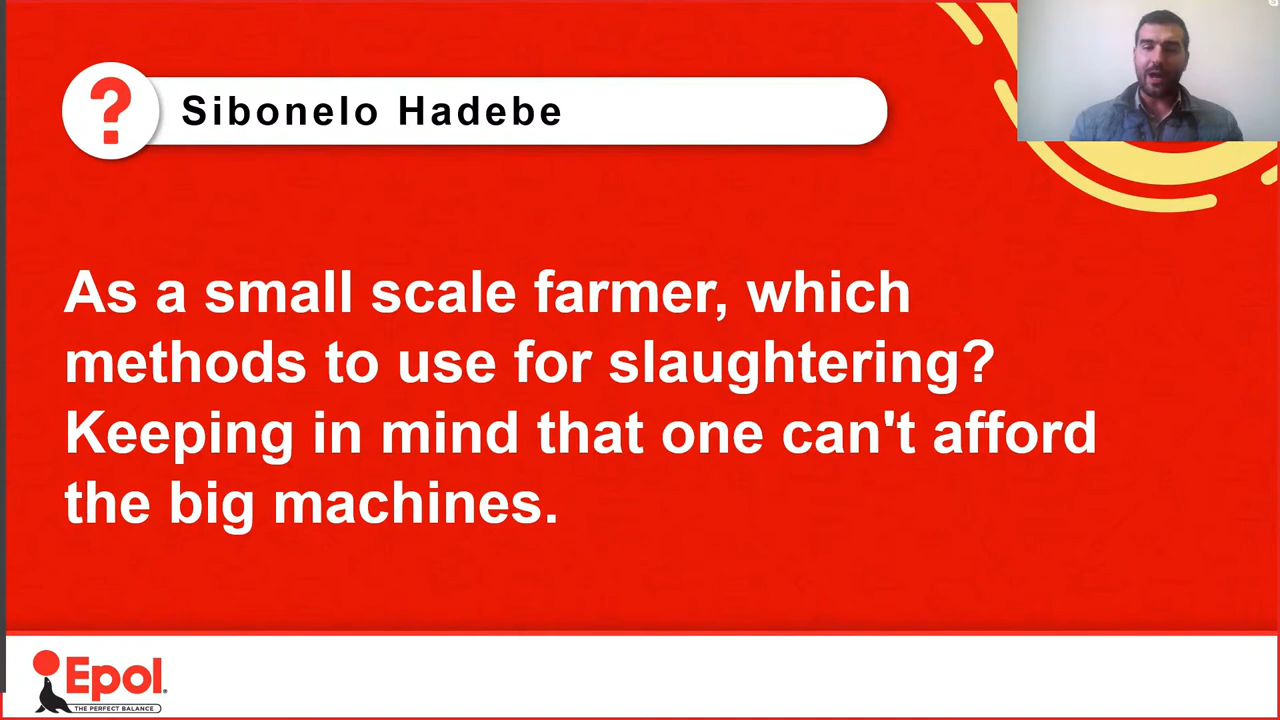 ?
Sibonelo Hadebe
As a small scale farmer, which
methods to use for slaughtering?
Keeping in mind that one can't afford
the big machines.
Epol
THE PERFECT BALANCE